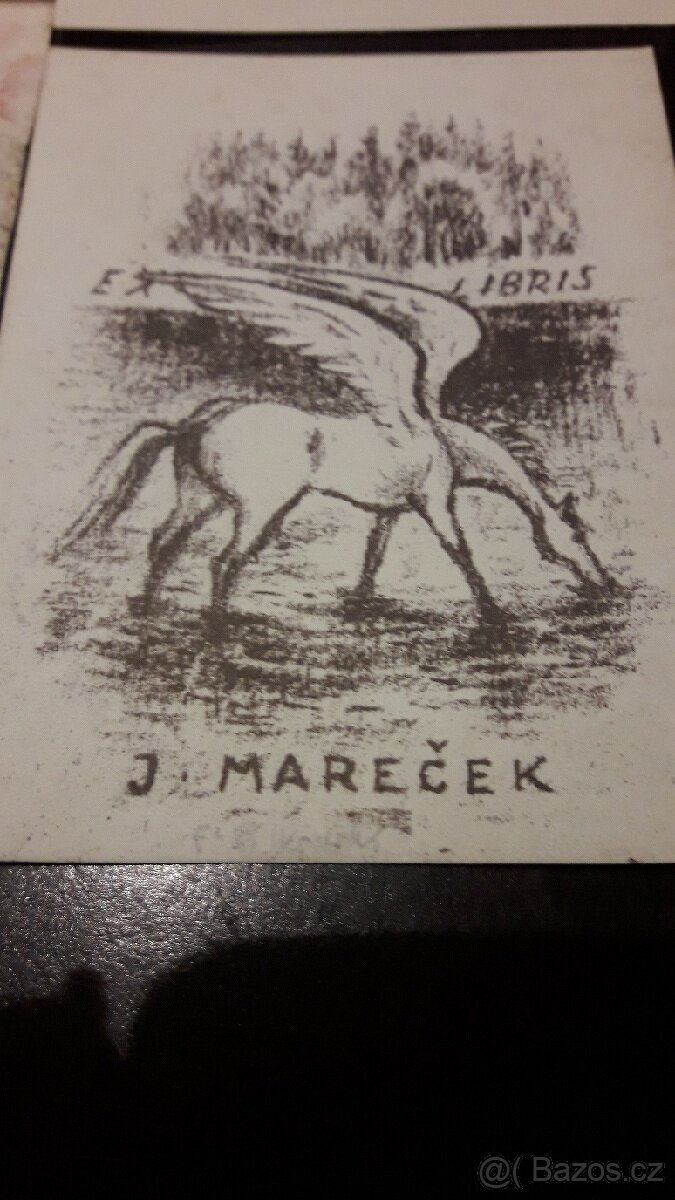 EX LIBRIS
J. MAREČEK
@( Bazos.cz